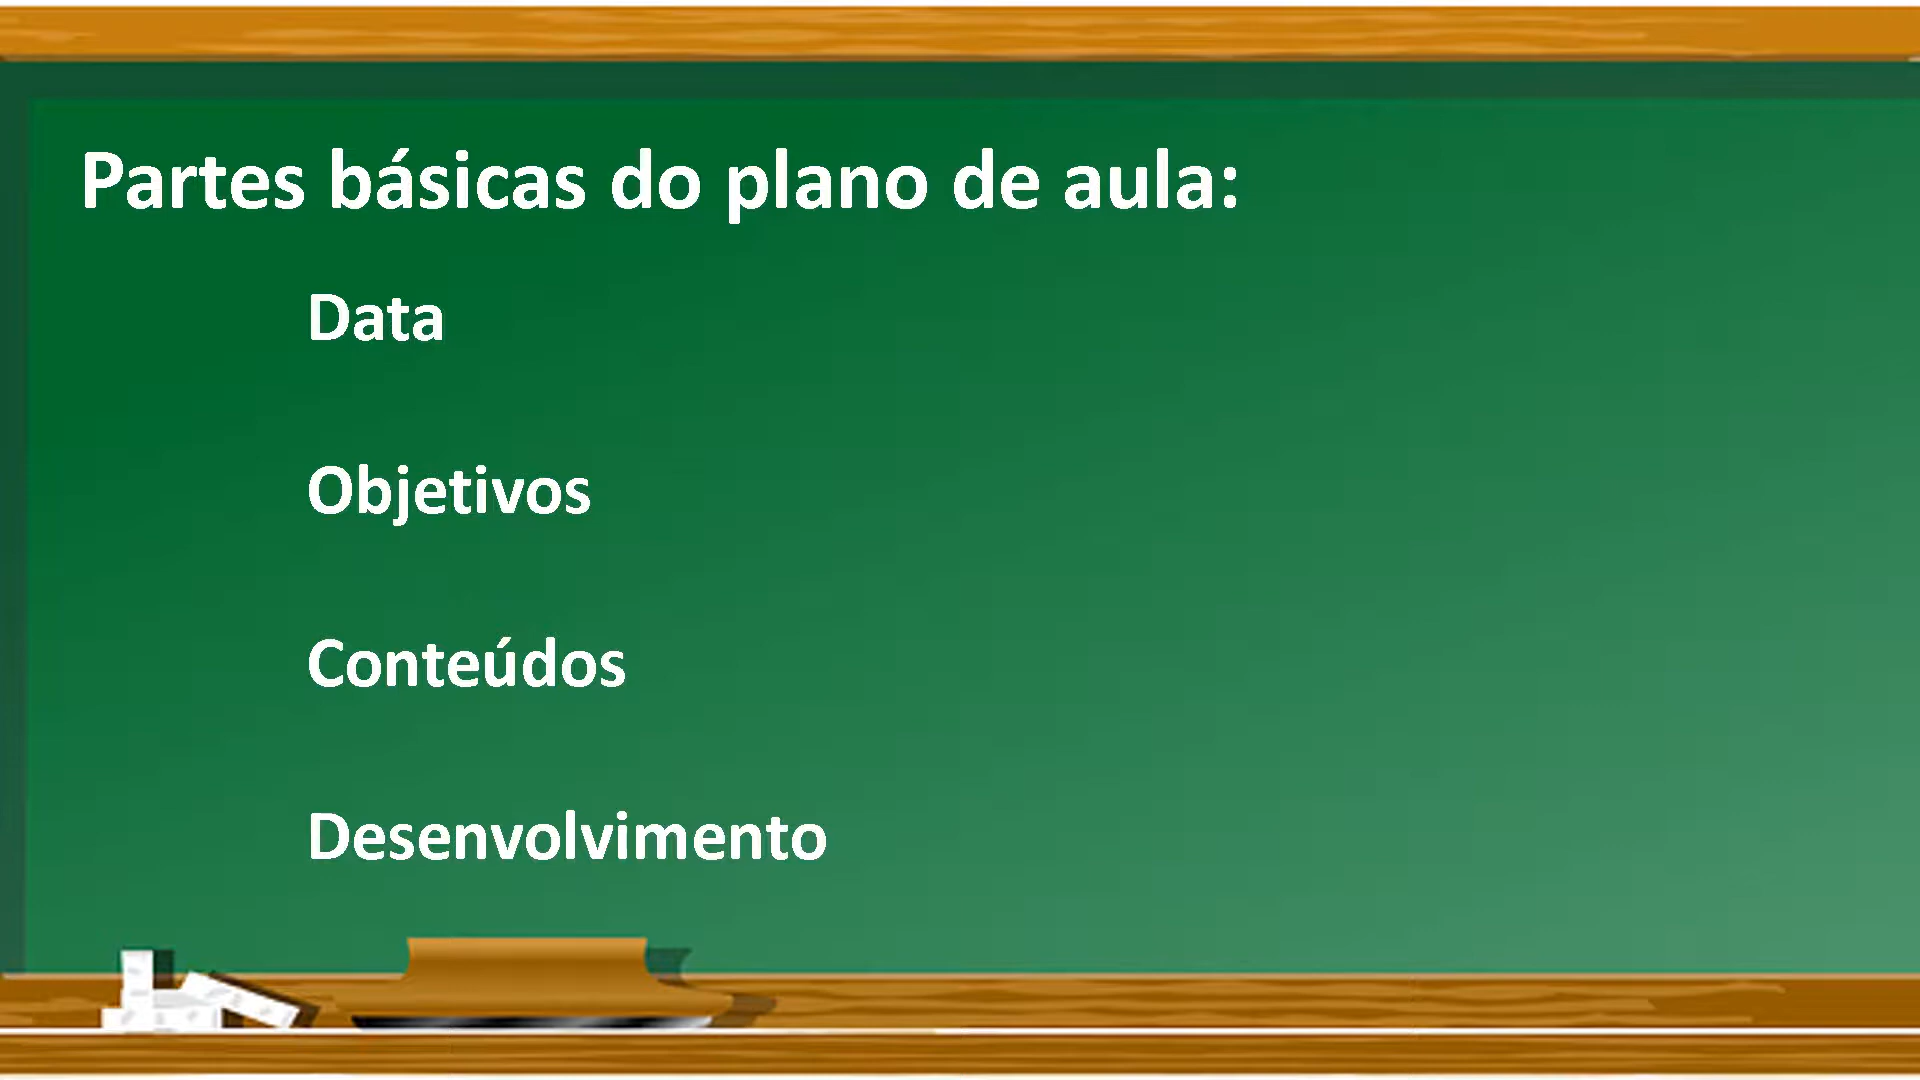 Partes básicas do plano de aula:
Data
Objetivos
Conteúdos
Desenvolvimento